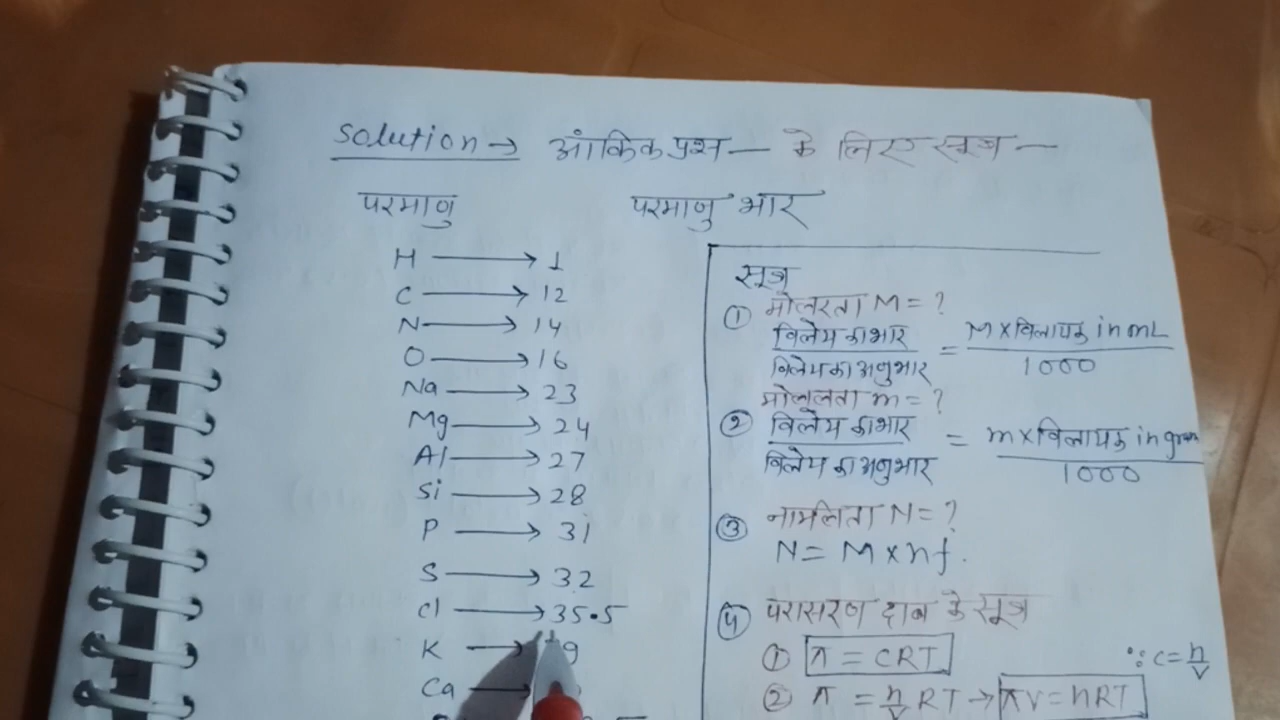 Solution → आंकिक प्रश्न — के लिए सूत्र —
परमाणु परमाणु भार
H → 1
C → 12
N → 14
O → 16
Na → 23
Mg → 24
Al → 27
Si → 28
P → 31
S → 32
Cl → 35.5
K → 9
Ca →
सूत्र
① मोलरता M = ?
विलेय का भार / विलेय का अणुभार = M × विलायक in mL / 1000
मोललता m = ?
② विलेय का भार / विलेय का अणुभार = m × विलायक in gram / 1000
③ नार्मलता N = ?
N = M × nf.
④ परासरण दाब के सूत्र
① π = CRT ∵ C = n/V
② π = n/V RT → πV = nRT